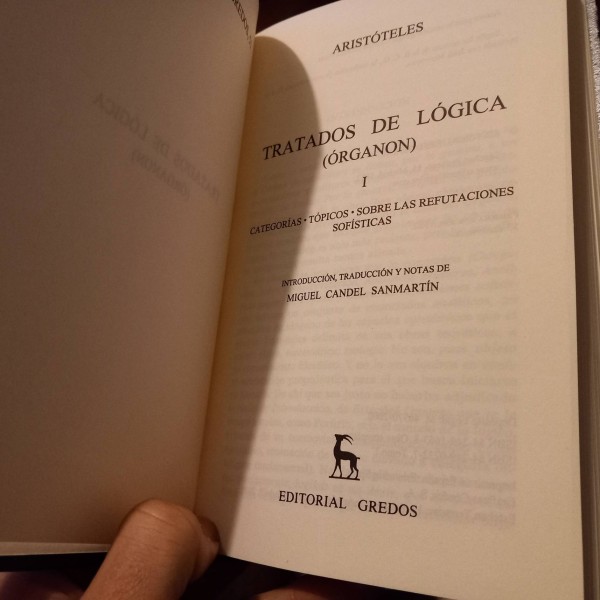 ARISTÓTELES
TRATADOS DE LÓGICA
(ÓRGANON)
I
CATEGORÍAS • TÓPICOS • SOBRE LAS REFUTACIONES
SOFÍSTICAS
INTRODUCCIÓN, TRADUCCIÓN Y NOTAS DE
MIGUEL CANDEL SANMARTÍN
EDITORIAL GREDOS